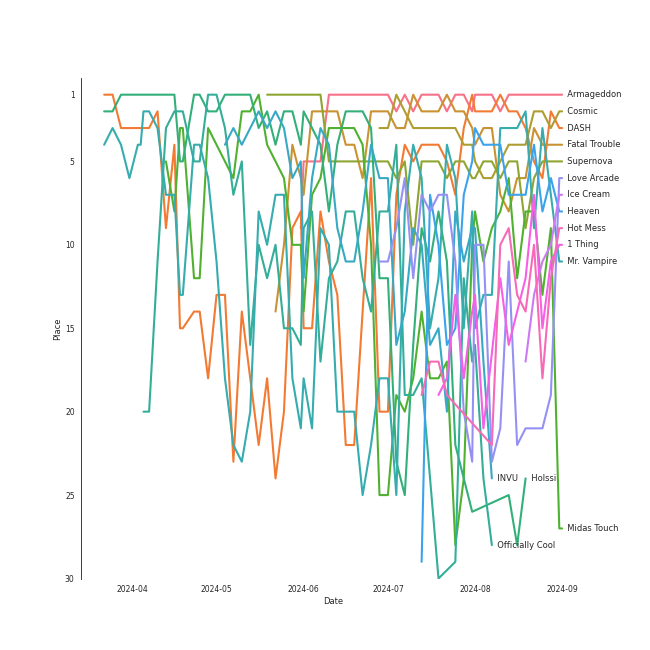 1
5
10
15
20
25
30
Place
2024-04
2024-05
2024-06
2024-07
2024-08
2024-09
Date
Armageddon
Cosmic
DASH
Fatal Trouble
Supernova
Love Arcade
Ice Cream
Heaven
Hot Mess
1 Thing
Mr. Vampire
INVU
Holssi
Midas Touch
Officially Cool